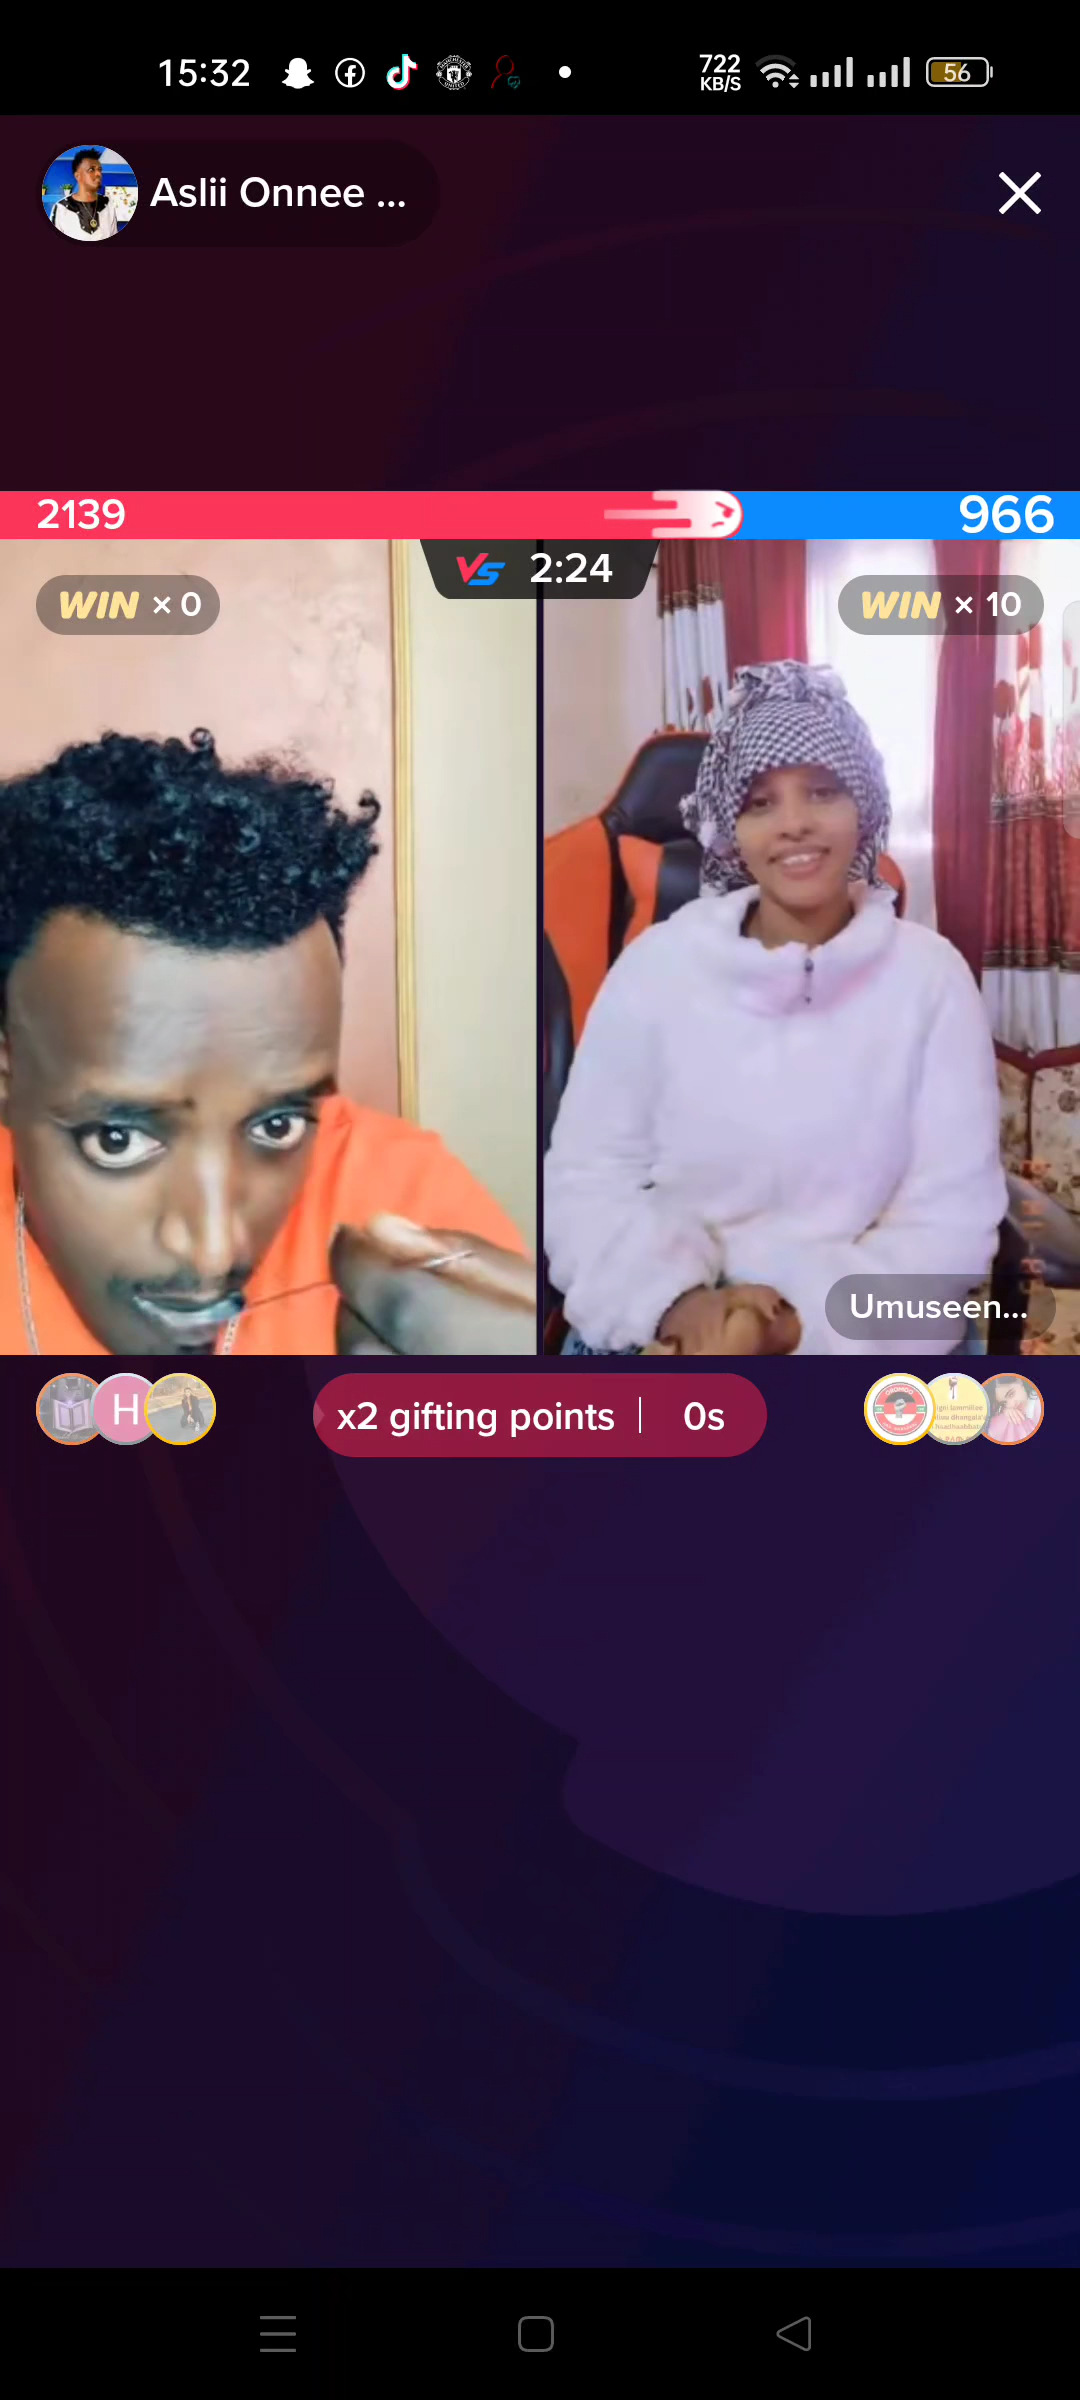 15:32
722
KB/S
56
Aslii Onnee ...
2139
966
VS 2:24
WIN × 0
WIN × 10
Umuseen...
H
x2 gifting points | 0s